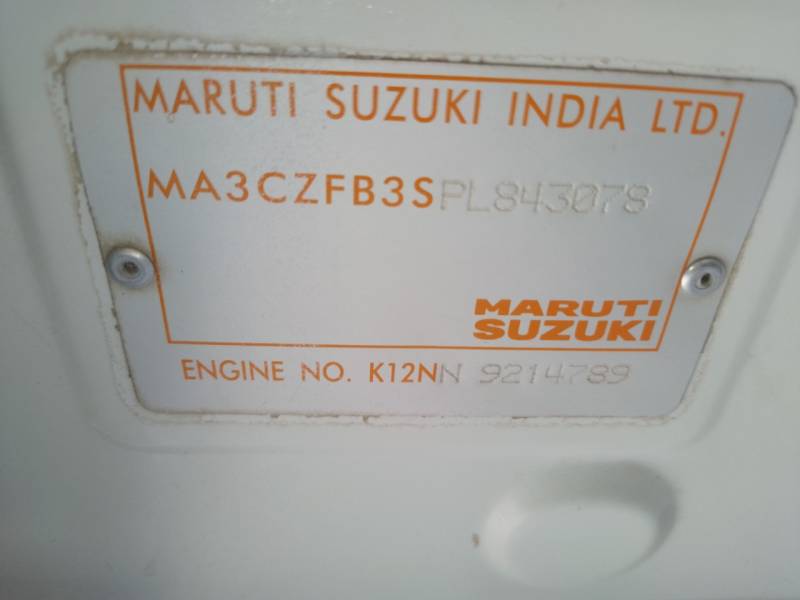 MARUTI SUZUKI INDIA LTD.
MA3CZFB3SPL843078
MARUTI
SUZUKI
ENGINE NO. K12NN 9214789